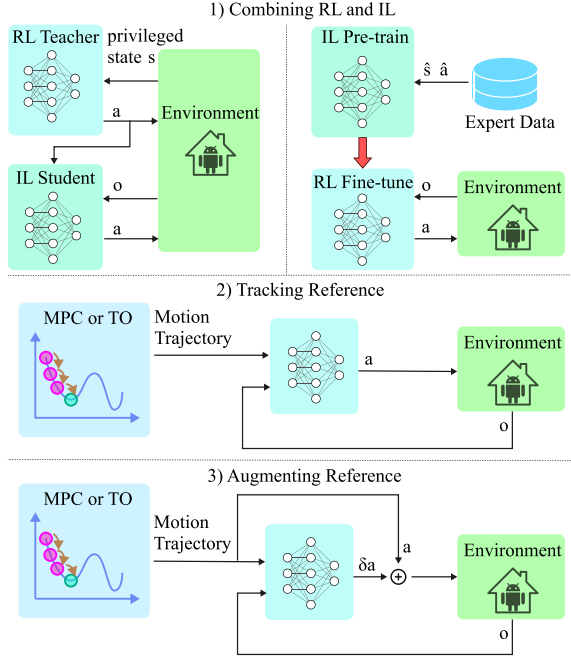 1) Combining RL and IL
RL Teacher
privileged
state s
a
Environment
IL Student
o
a
IL Pre-train
ŝ â
Expert Data
RL Fine-tune
o
a
Environment
2) Tracking Reference
MPC or TO
Motion
Trajectory
a
Environment
o
3) Augmenting Reference
MPC or TO
Motion
Trajectory
a
δa
Environment
o